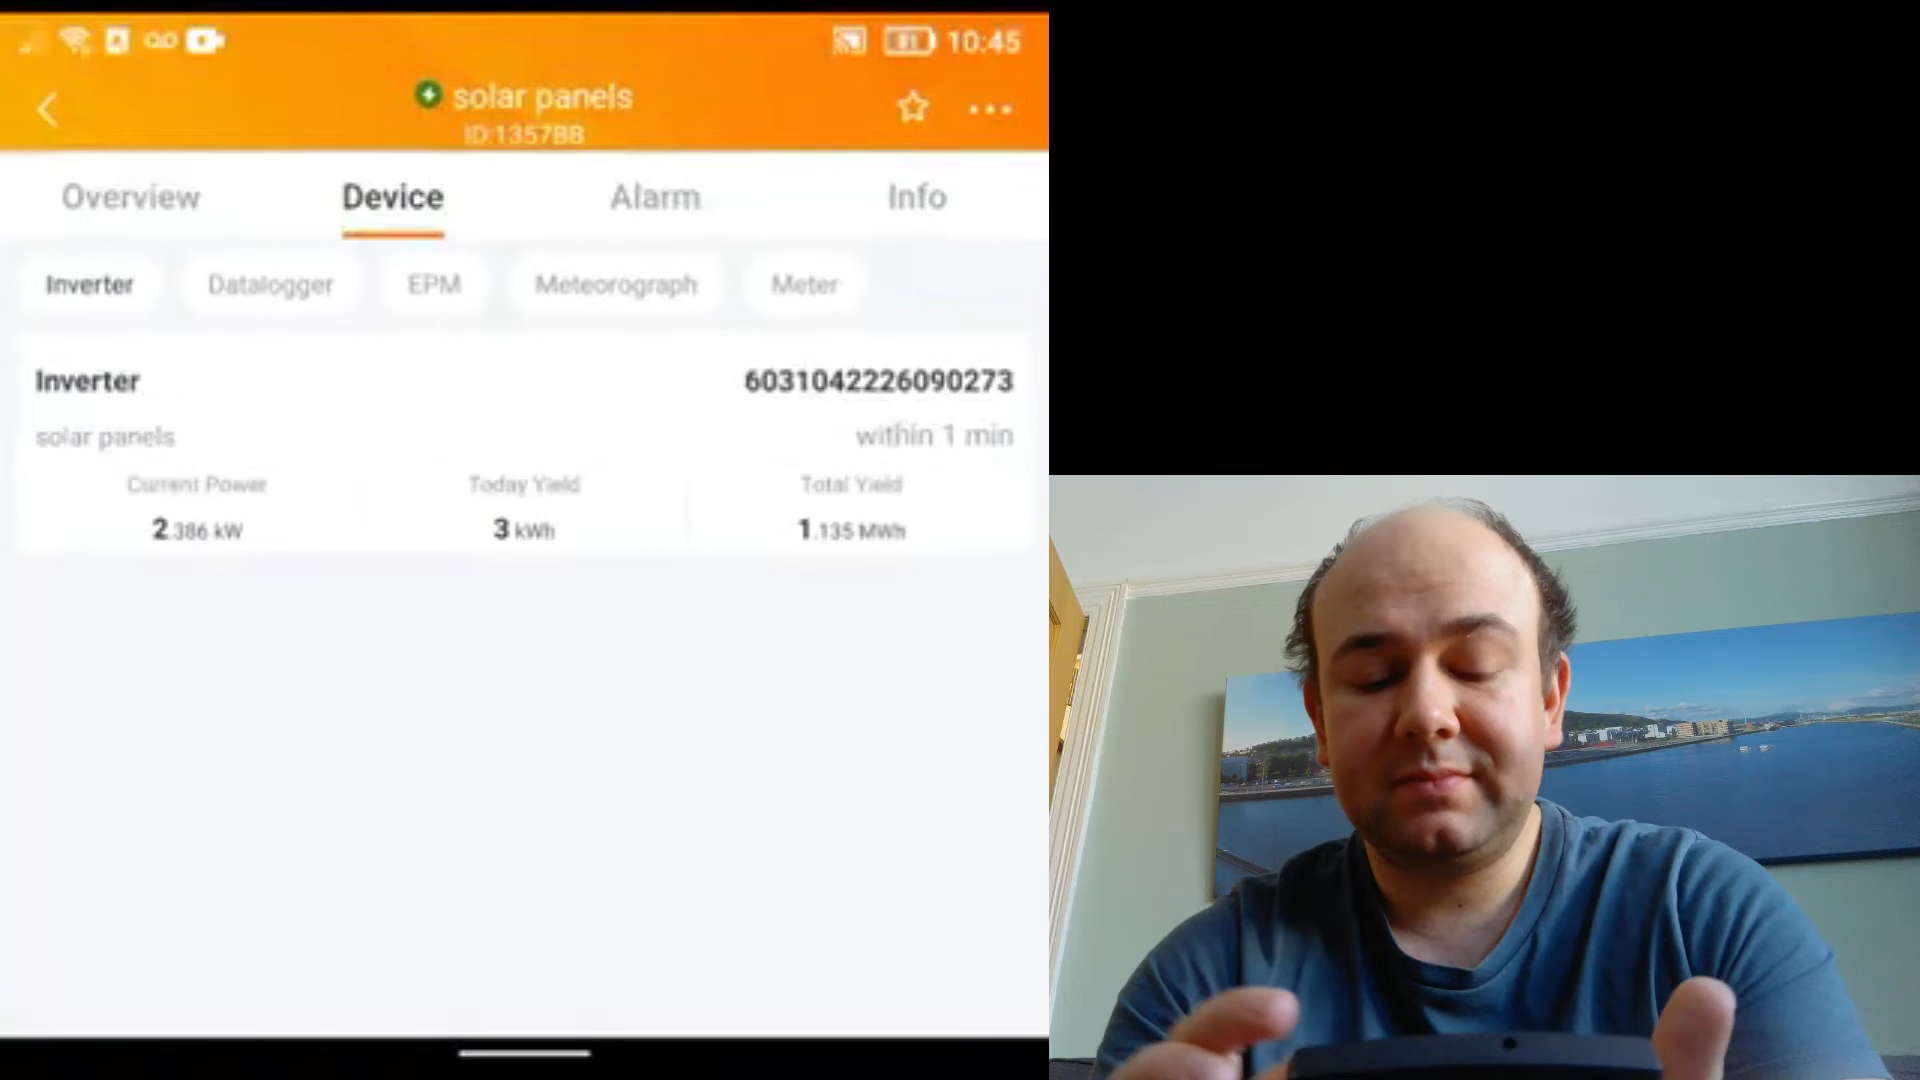 81 10:45
solar panels
ID:1357BB
Overview Device Alarm Info
Inverter Datalogger EPM Meteorograph Meter
Inverter 6031042226090273
solar panels within 1 min
Current Power Today Yield Total Yield
2.386 kW 3 kWh 1.135 MWh